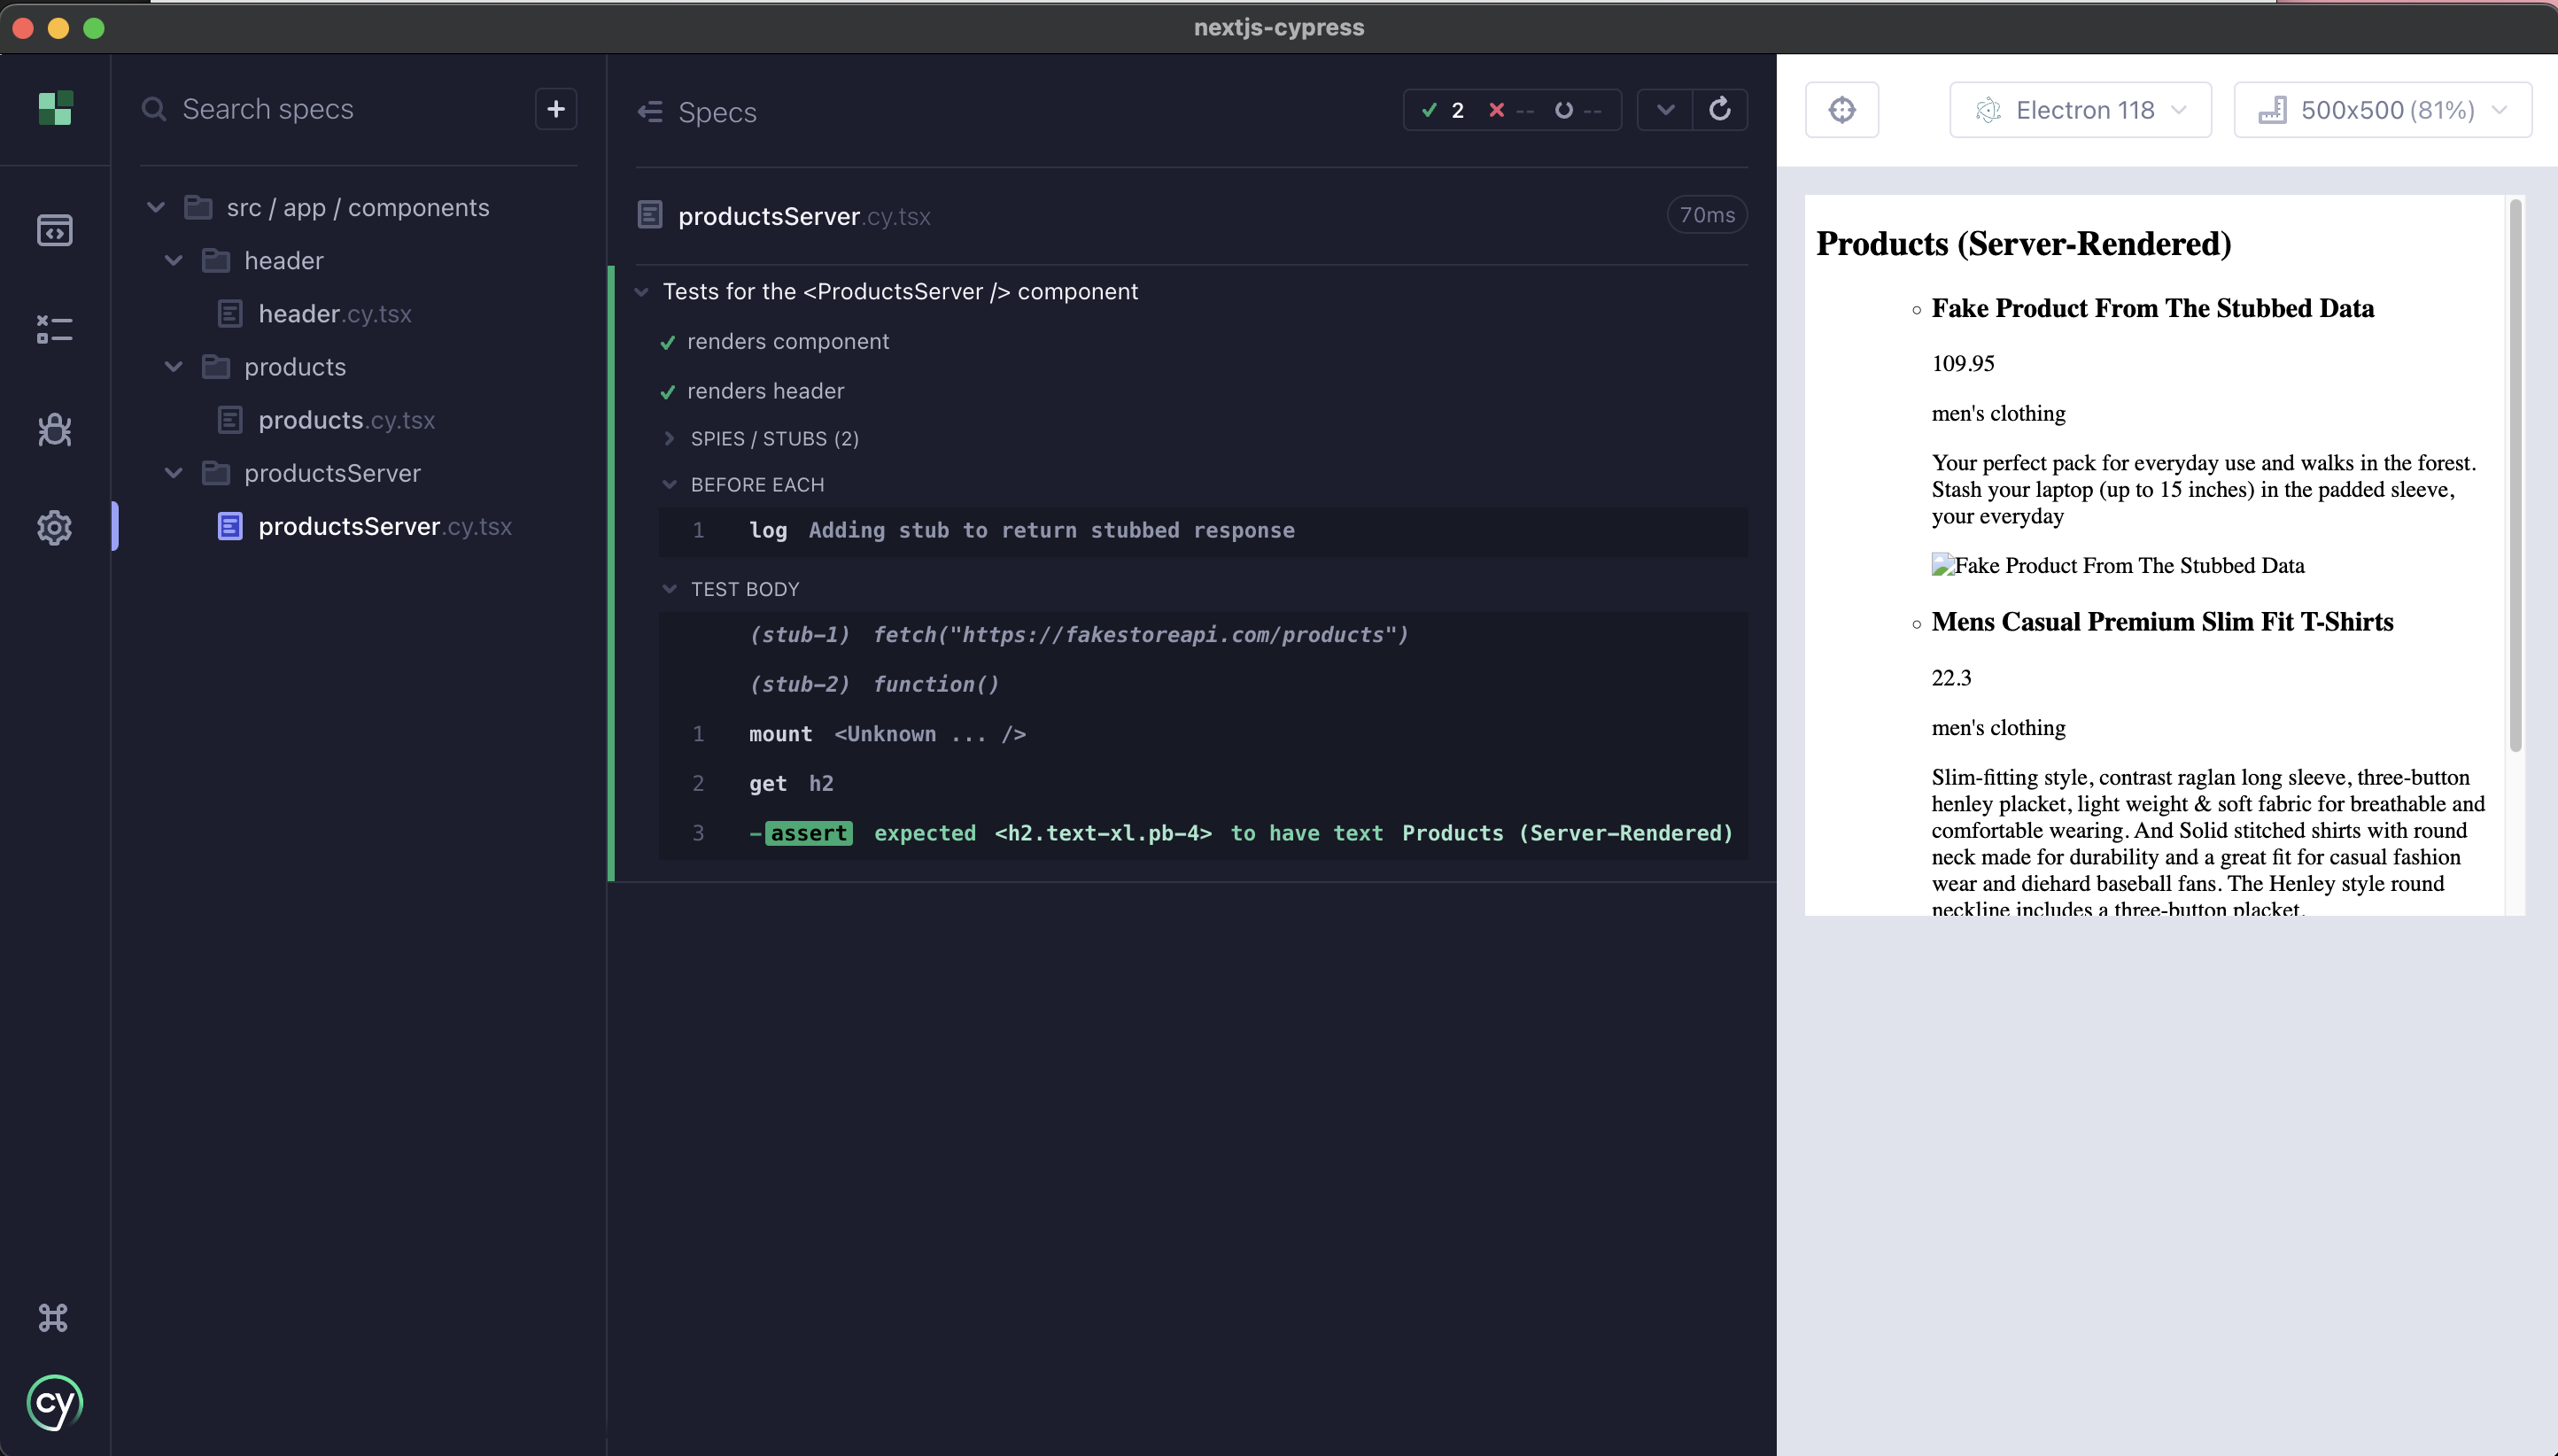 nextjs-cypress
Search specs
src / app / components
header
header.cy.tsx
products
products.cy.tsx
productsServer
productsServer.cy.tsx
cy
Specs
2 -- --
productsServer.cy.tsx 70ms
Tests for the <ProductsServer /> component
renders component
renders header
SPIES / STUBS (2)
BEFORE EACH
1 log Adding stub to return stubbed response
TEST BODY
(stub-1) fetch("https://fakestoreapi.com/products")
(stub-2) function()
1 mount <Unknown ... />
2 get h2
3 -assert expected <h2.text-xl.pb-4> to have text Products (Server-Rendered)
Electron 118
500x500 (81%)
Products (Server-Rendered)
Fake Product From The Stubbed Data
109.95
men's clothing
Your perfect pack for everyday use and walks in the forest.
Stash your laptop (up to 15 inches) in the padded sleeve,
your everyday
Fake Product From The Stubbed Data
Mens Casual Premium Slim Fit T-Shirts
22.3
men's clothing
Slim-fitting style, contrast raglan long sleeve, three-button
henley placket, light weight & soft fabric for breathable and
comfortable wearing. And Solid stitched shirts with round
neck made for durability and a great fit for casual fashion
wear and diehard baseball fans. The Henley style round
neckline includes a three-button placket.